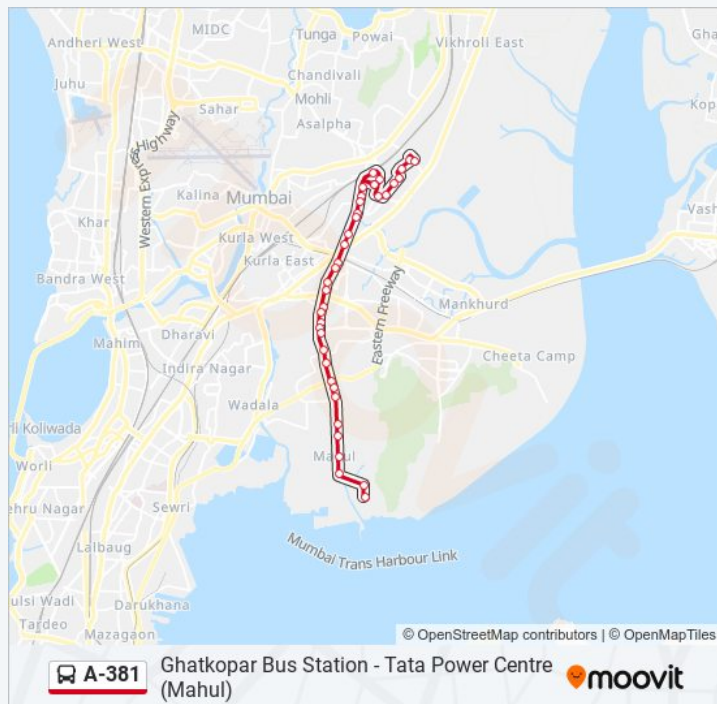 MIDC
Tunga
Powai
Andheri West
Vikhroli East
Gha
Juhu
Chandivali
Mohli
Kop
Sahar
Asalpha
Western Express Highway
Kalina
Mumbai
Vash
Khar
Kurla West
Kurla East
Bandra West
Eastern Freeway
Mankhurd
Dharavi
Mahim
Cheeta Camp
Indira Nagar
Wadala
rli Koliwada
Worli
Mahul
ehru Nagar
Sewri
Lalbaug
Mumbai Trans Harbour Link
ulsi Wadi
Darukhana
Tardeo
Mazagaon
© OpenStreetMap contributors | © OpenMapTiles
A-381
Ghatkopar Bus Station - Tata Power Centre
(Mahul)
moovit